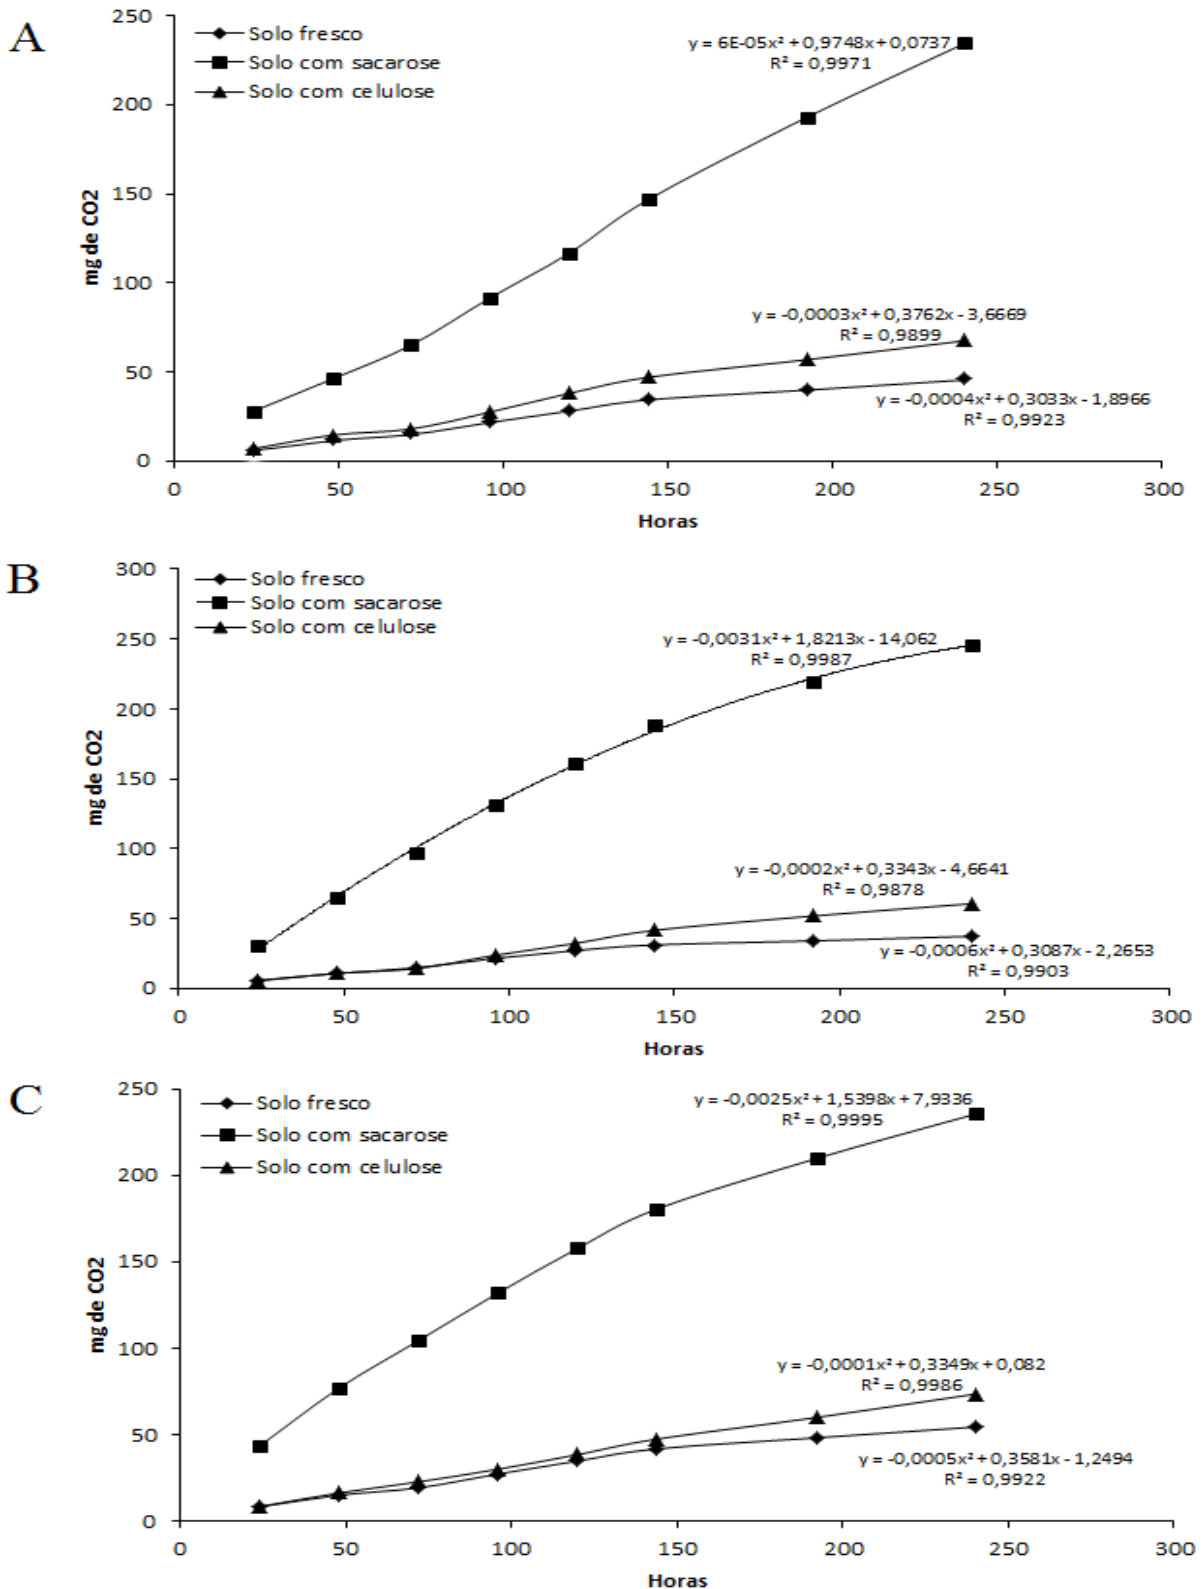 A
250
200
150
100
50
0
mg de CO2
Solo fresco
Solo com sacarose
Solo com celulose
y = 6E-05x² + 0,9748x + 0,0737
R² = 0,9971
y = -0,0003x² + 0,3762x - 3,6669
R² = 0,9899
y = -0,0004x² + 0,3033x - 1,8966
R² = 0,9923
0 50 100 150 200 250 300
Horas
B
300
250
200
150
100
50
0
mg de CO2
Solo fresco
Solo com sacarose
Solo com celulose
y = -0,0031x² + 1,8213x - 14,062
R² = 0,9987
y = -0,0002x² + 0,3343x - 4,6641
R² = 0,9878
y = -0,0006x² + 0,3087x - 2,2653
R² = 0,9903
0 50 100 150 200 250 300
Horas
C
250
200
150
100
50
0
mg de CO2
Solo fresco
Solo com sacarose
Solo com celulose
y = -0,0025x² + 1,5398x + 7,9336
R² = 0,9995
y = -0,0001x² + 0,3349x + 0,082
R² = 0,9986
y = -0,0005x² + 0,3581x - 1,2494
R² = 0,9922
0 50 100 150 200 250 300
Horas